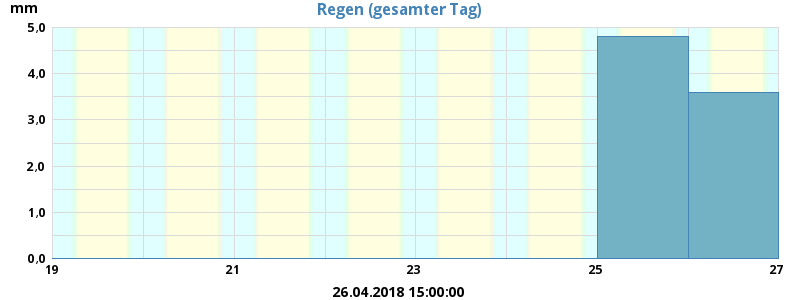 Regen (gesamter Tag)
mm
5,0
4,0
3,0
2,0
1,0
0,0
19 21 23 25 27
26.04.2018 15:00:00